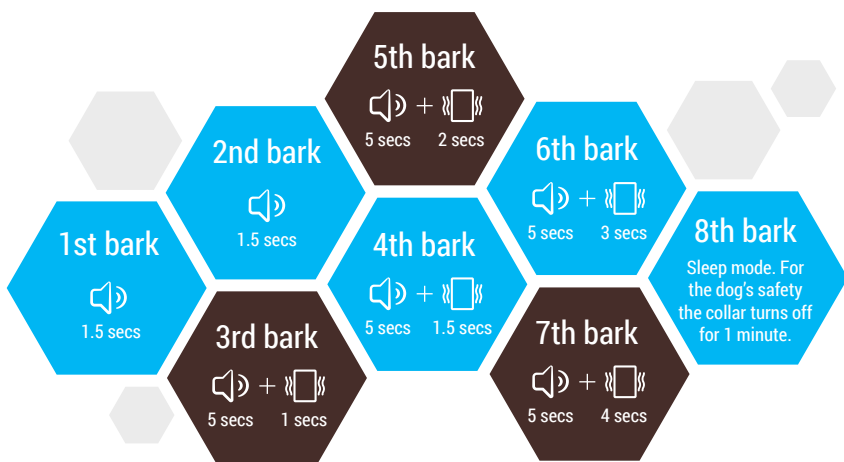 1st bark
1.5 secs
2nd bark
1.5 secs
3rd bark
+
5 secs 1 secs
4th bark
+
5 secs 1.5 secs
5th bark
+
5 secs 2 secs
6th bark
+
5 secs 3 secs
7th bark
+
5 secs 4 secs
8th bark
Sleep mode. For
the dog's safety
the collar turns off
for 1 minute.